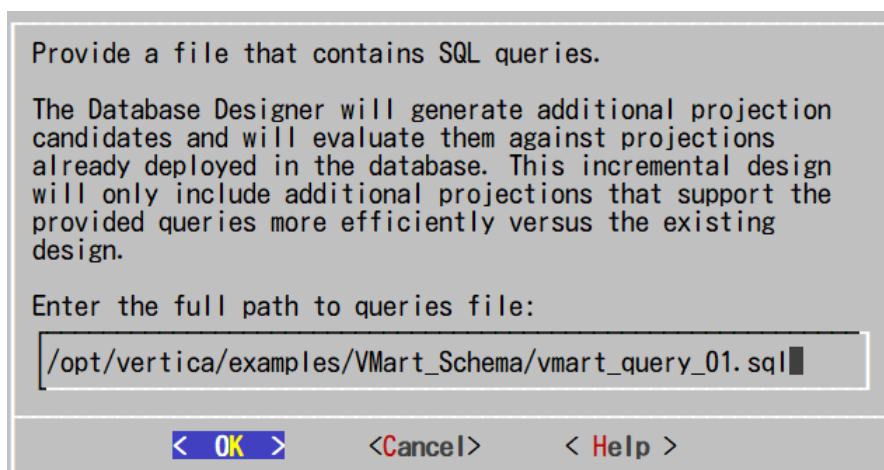 Provide a file that contains SQL queries.
The Database Designer will generate additional projection
candidates and will evaluate them against projections
already deployed in the database. This incremental design
will only include additional projections that support the
provided queries more efficiently versus the existing
design.
Enter the full path to queries file:
/opt/vertica/examples/VMart_Schema/vmart_query_01.sql
< OK > <Cancel> < Help >